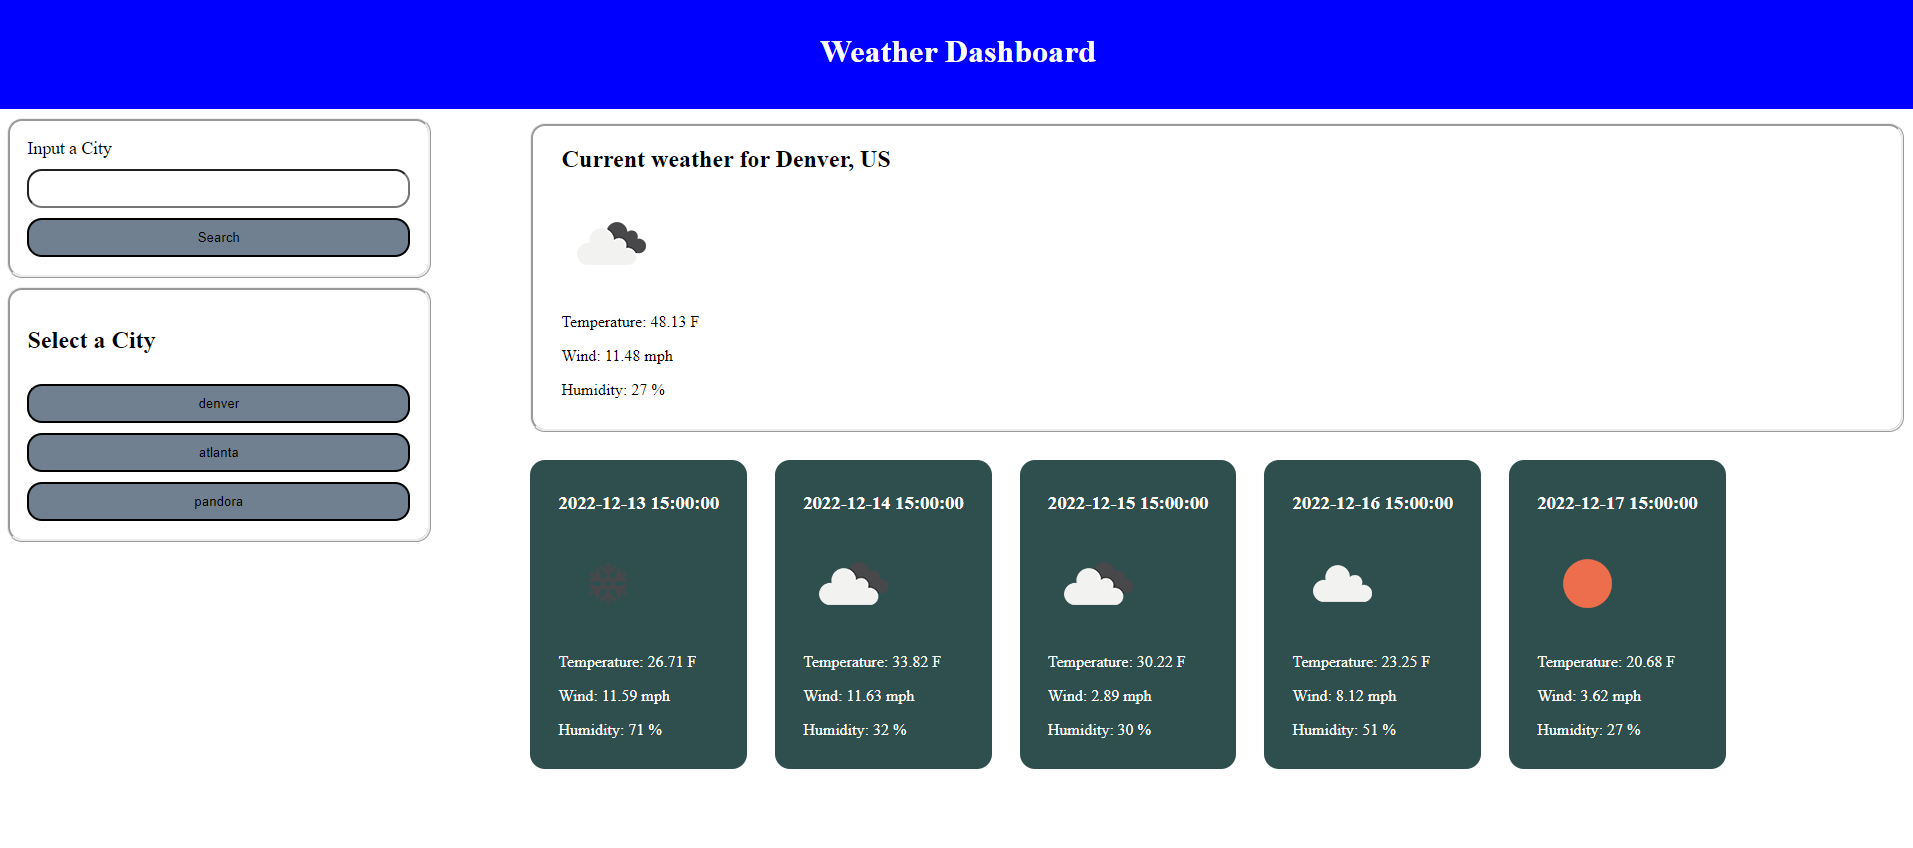 Weather Dashboard
Input a City
Search
Select a City
denver
atlanta
pandora
Current weather for Denver, US
Temperature: 48.13 F
Wind: 11.48 mph
Humidity: 27 %
2022-12-13 15:00:00
Temperature: 26.71 F
Wind: 11.59 mph
Humidity: 71 %
2022-12-14 15:00:00
Temperature: 33.82 F
Wind: 11.63 mph
Humidity: 32 %
2022-12-15 15:00:00
Temperature: 30.22 F
Wind: 2.89 mph
Humidity: 30 %
2022-12-16 15:00:00
Temperature: 23.25 F
Wind: 8.12 mph
Humidity: 51 %
2022-12-17 15:00:00
Temperature: 20.68 F
Wind: 3.62 mph
Humidity: 27 %